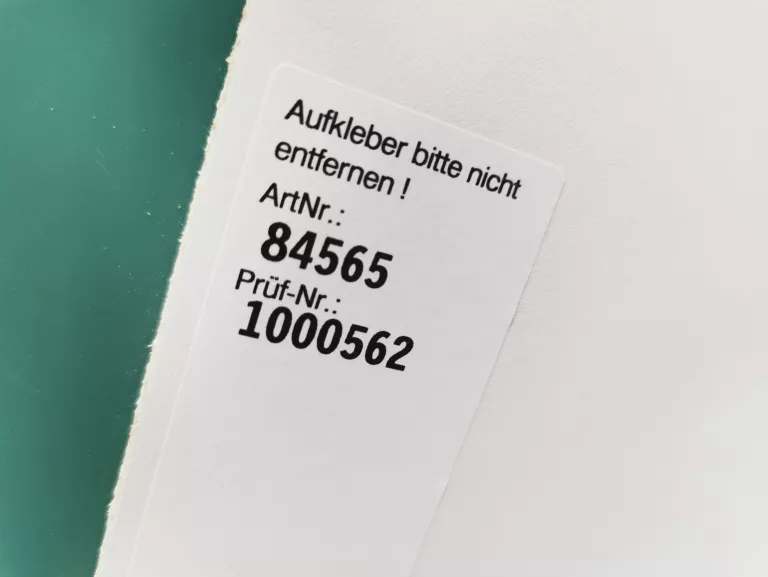 Aufkleber bitte nicht
entfernen !
ArtNr.:
84565
Prüf-Nr.:
1000562